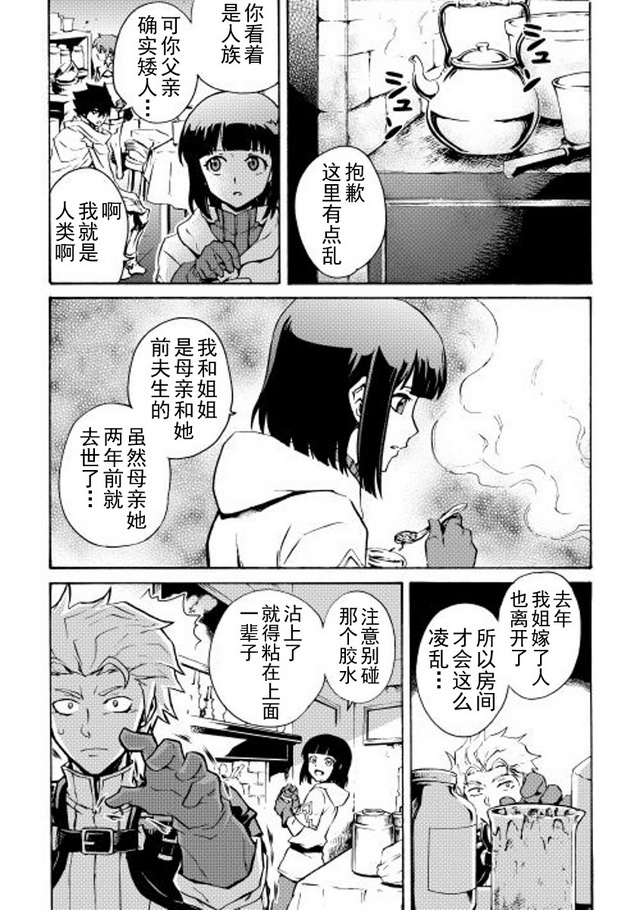 抱歉
这里有点乱
シュ
シュ
你看着
是人族
可你父亲
确实矮人…
啊
我就是
人类啊
我和姐姐
是母亲和她
前夫生的
虽然母亲她
两年前就
去世了…
去年
我姐嫁了人
也离开了
所以房间
才会这么
凌乱…
注意别碰
那个胶水
沾上了
就得粘在上面
一辈子